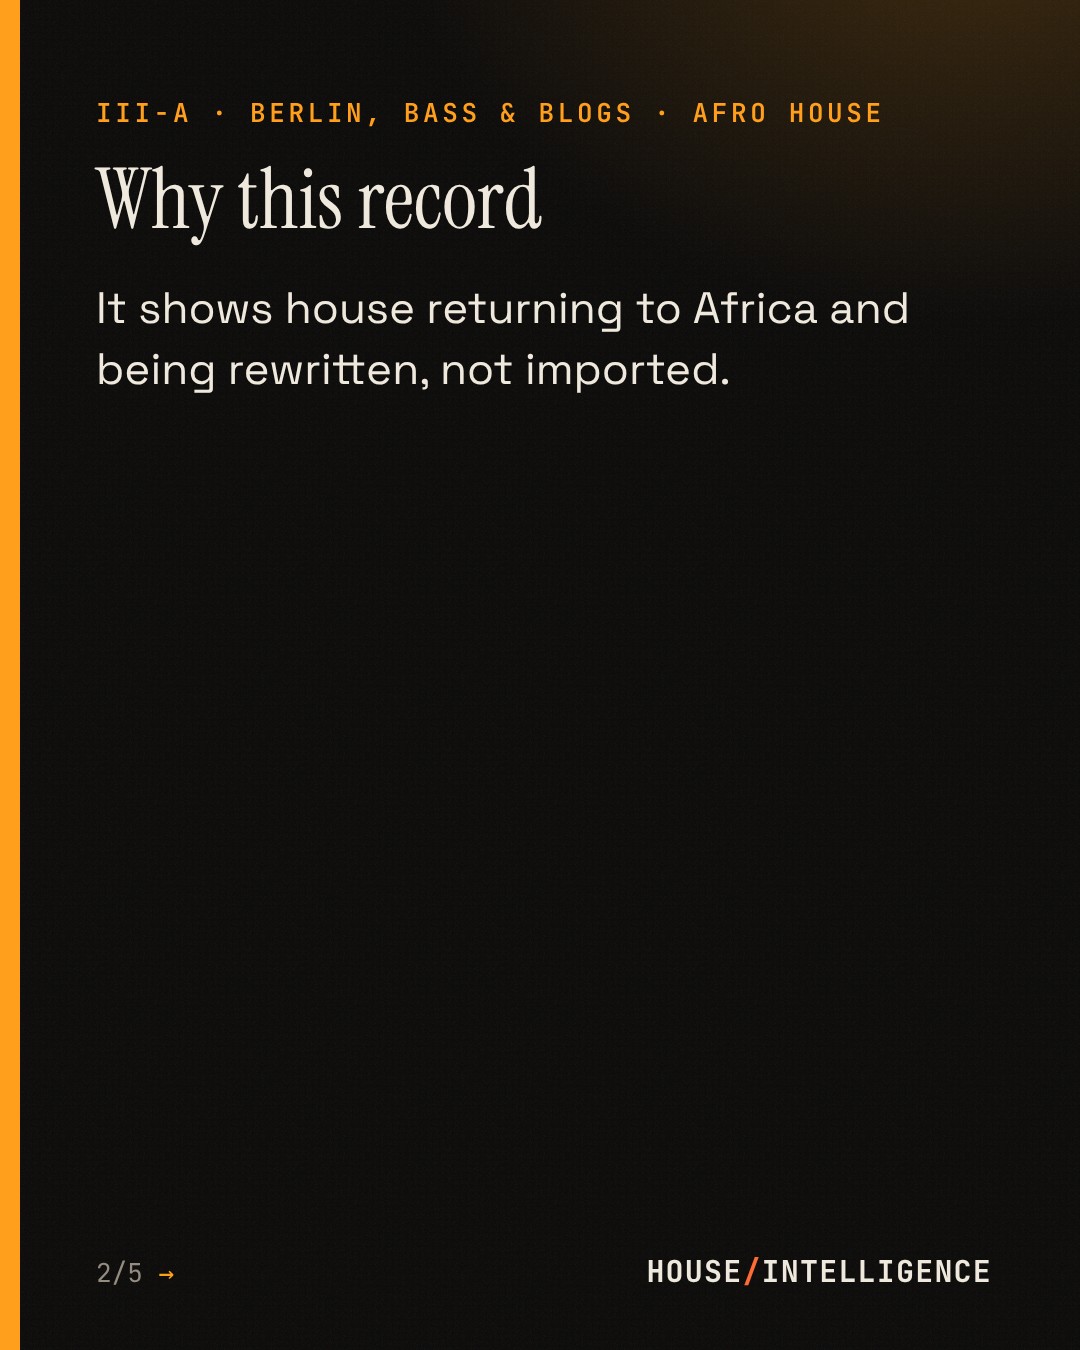 III-A · BERLIN, BASS & BLOGS · AFRO HOUSE
Why this record
It shows house returning to Africa and
being rewritten, not imported.
2/5 →
HOUSE/INTELLIGENCE